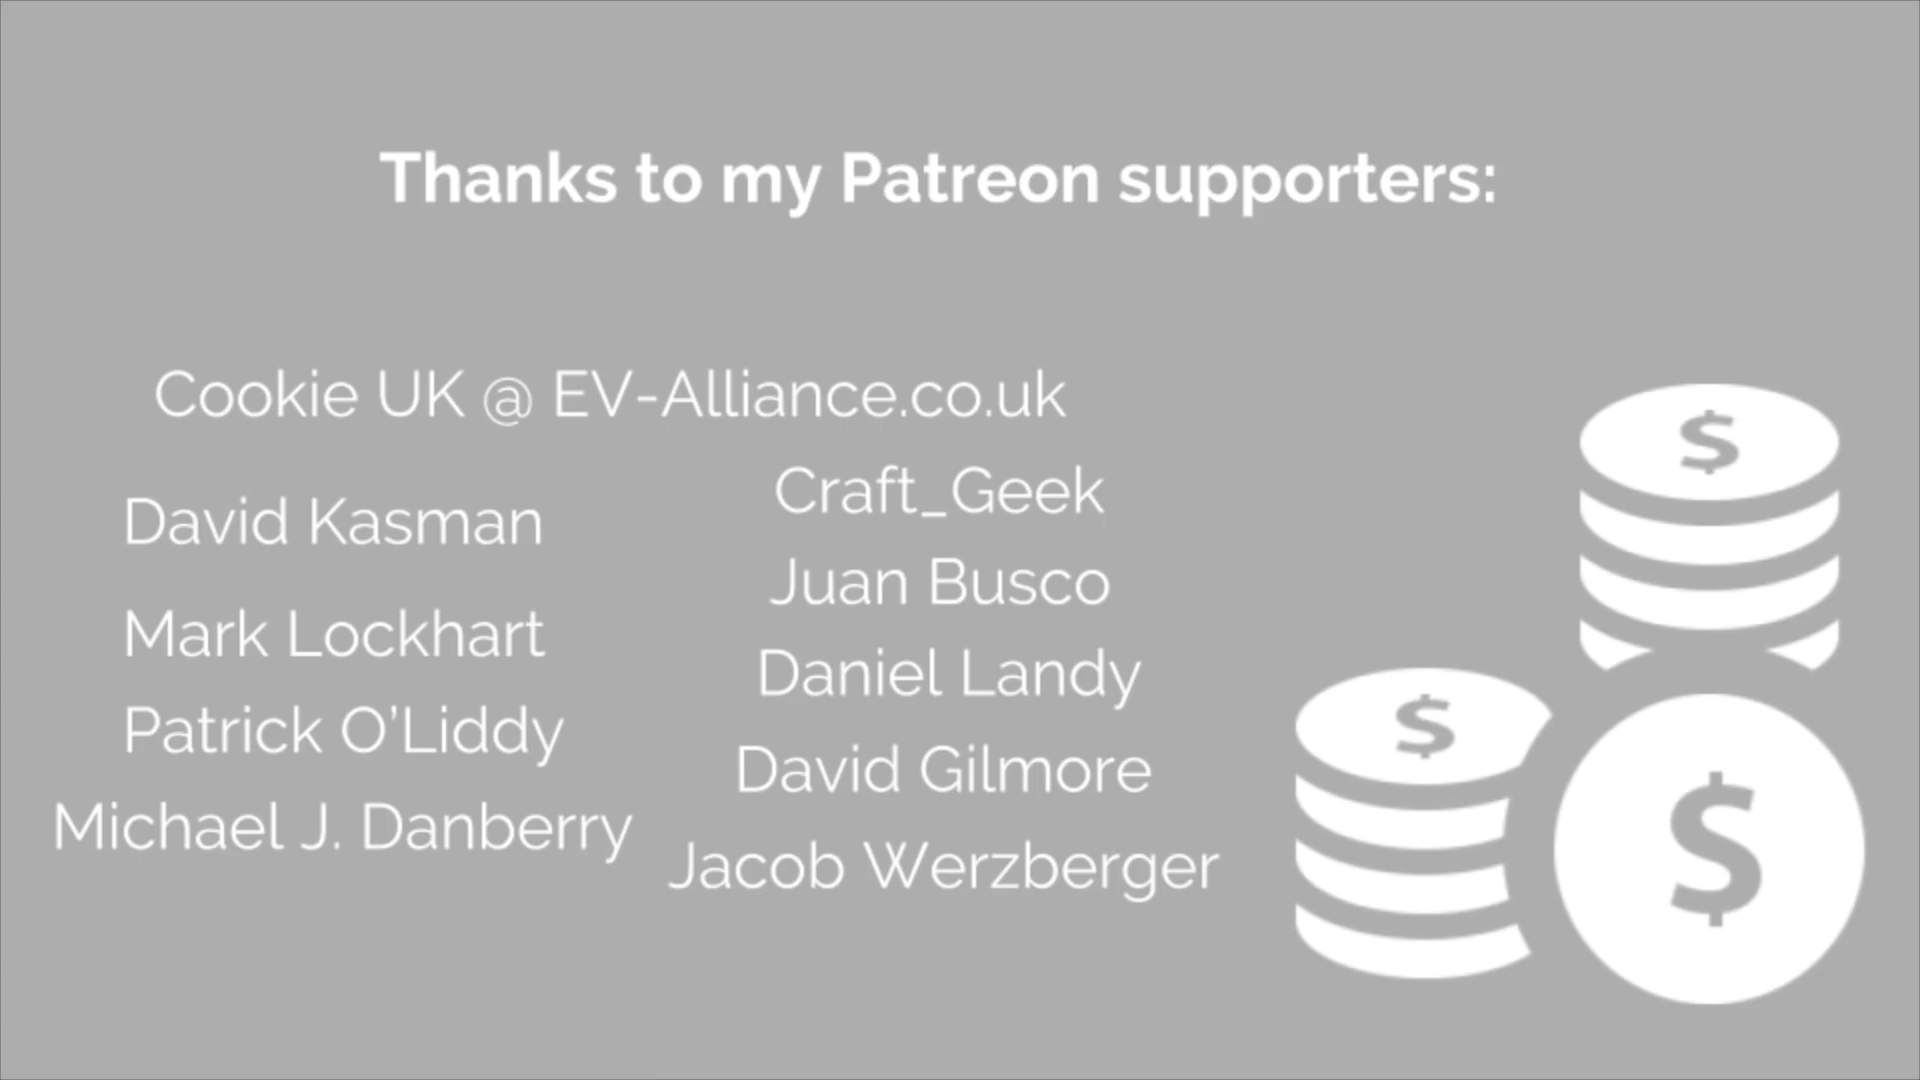 Thanks to my Patreon supporters:
Cookie UK @ EV-Alliance.co.uk
David Kasman
Mark Lockhart
Patrick O’Liddy
Michael J. Danberry
Craft_Geek
Juan Busco
Daniel Landy
David Gilmore
Jacob Werzberger
$
$
$